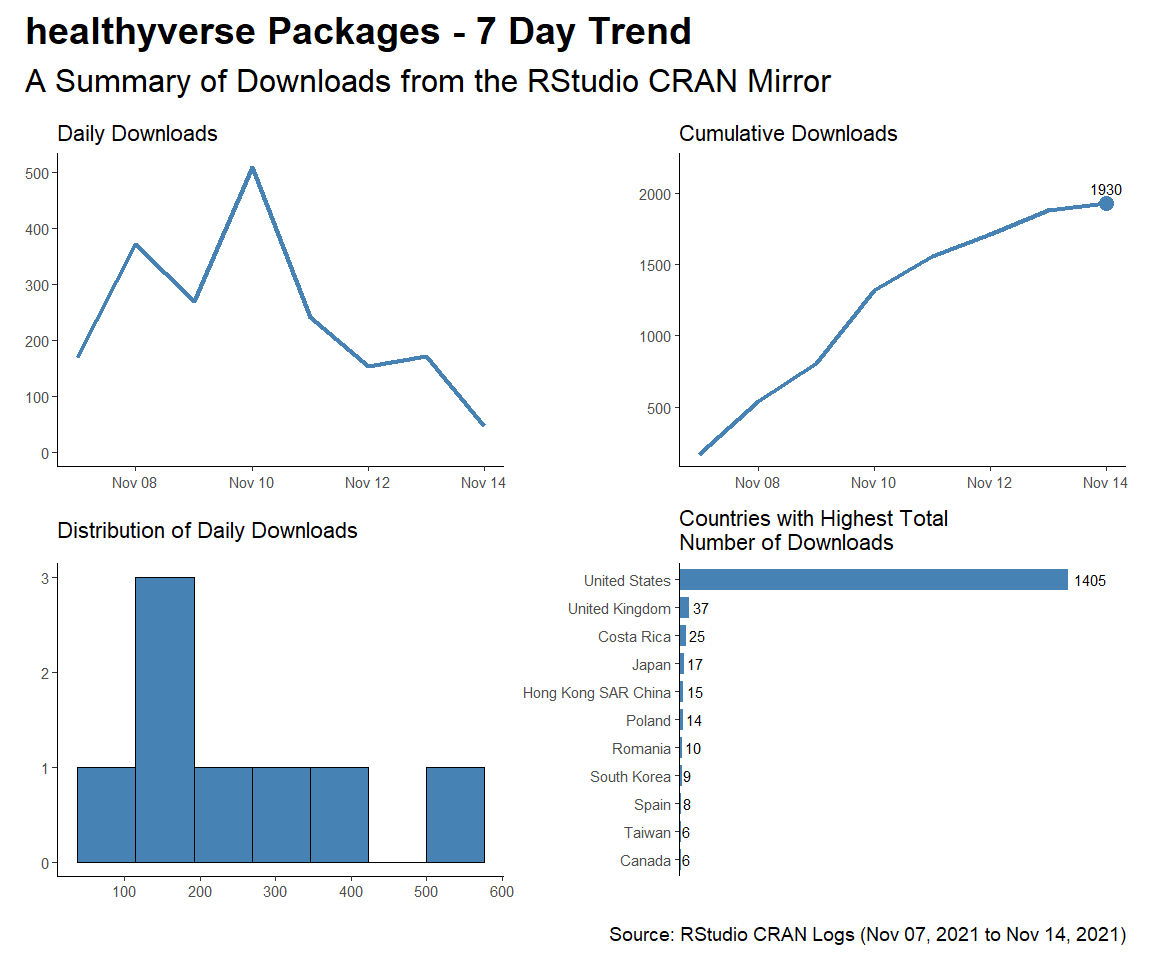 healthyverse Packages - 7 Day Trend
A Summary of Downloads from the RStudio CRAN Mirror
Daily Downloads
500
400
300
200
100
0
Nov 08 Nov 10 Nov 12 Nov 14
Cumulative Downloads
2000
1500
1000
500
1930
Nov 08 Nov 10 Nov 12 Nov 14
Distribution of Daily Downloads
3
2
1
0
100 200 300 400 500 600
Countries with Highest Total
Number of Downloads
United States 1405
United Kingdom 37
Costa Rica 25
Japan 17
Hong Kong SAR China 15
Poland 14
Romania 10
South Korea 9
Spain 8
Taiwan 6
Canada 6
Source: RStudio CRAN Logs (Nov 07, 2021 to Nov 14, 2021)